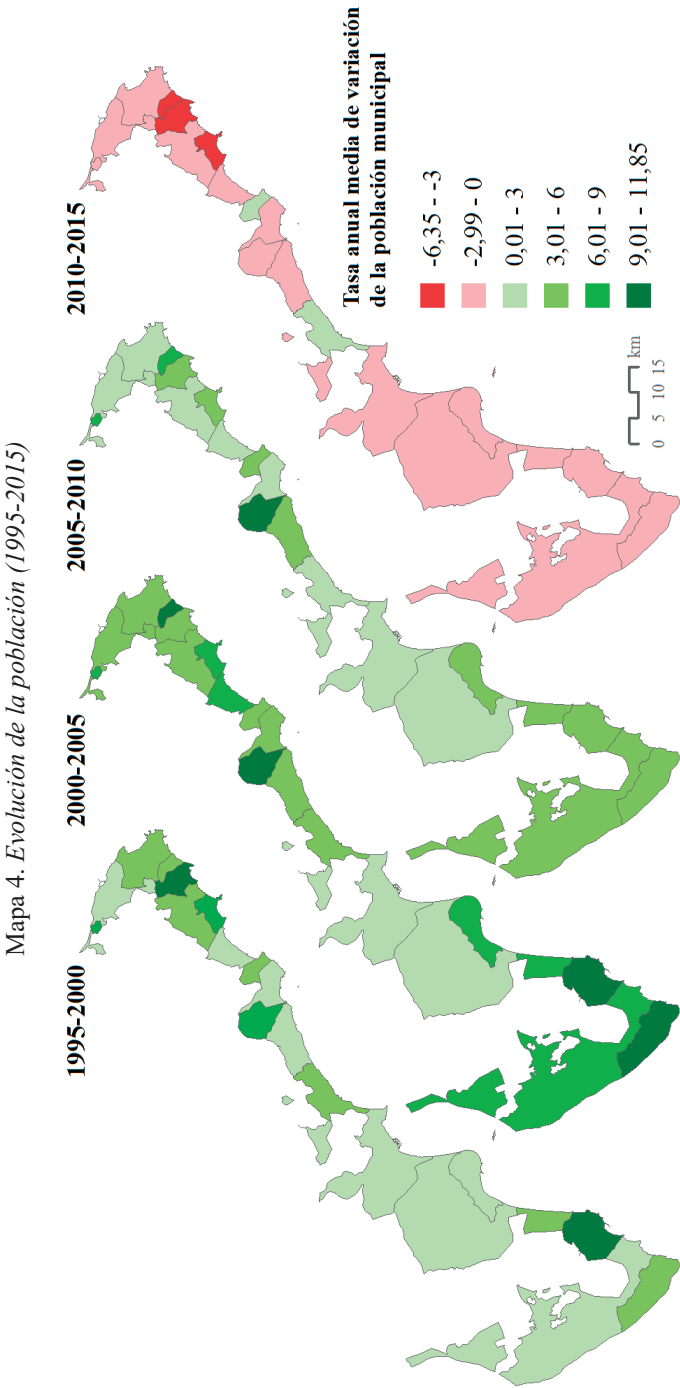 Mapa 4. Evolución de la población (1995-2015)
1995-2000
2000-2005
2005-2010
2010-2015
Tasa anual media de variación
de la población municipal
-6,35 - -3
-2,99 - 0
0,01 - 3
3,01 - 6
6,01 - 9
9,01 - 11,85
km
0 5 10 15